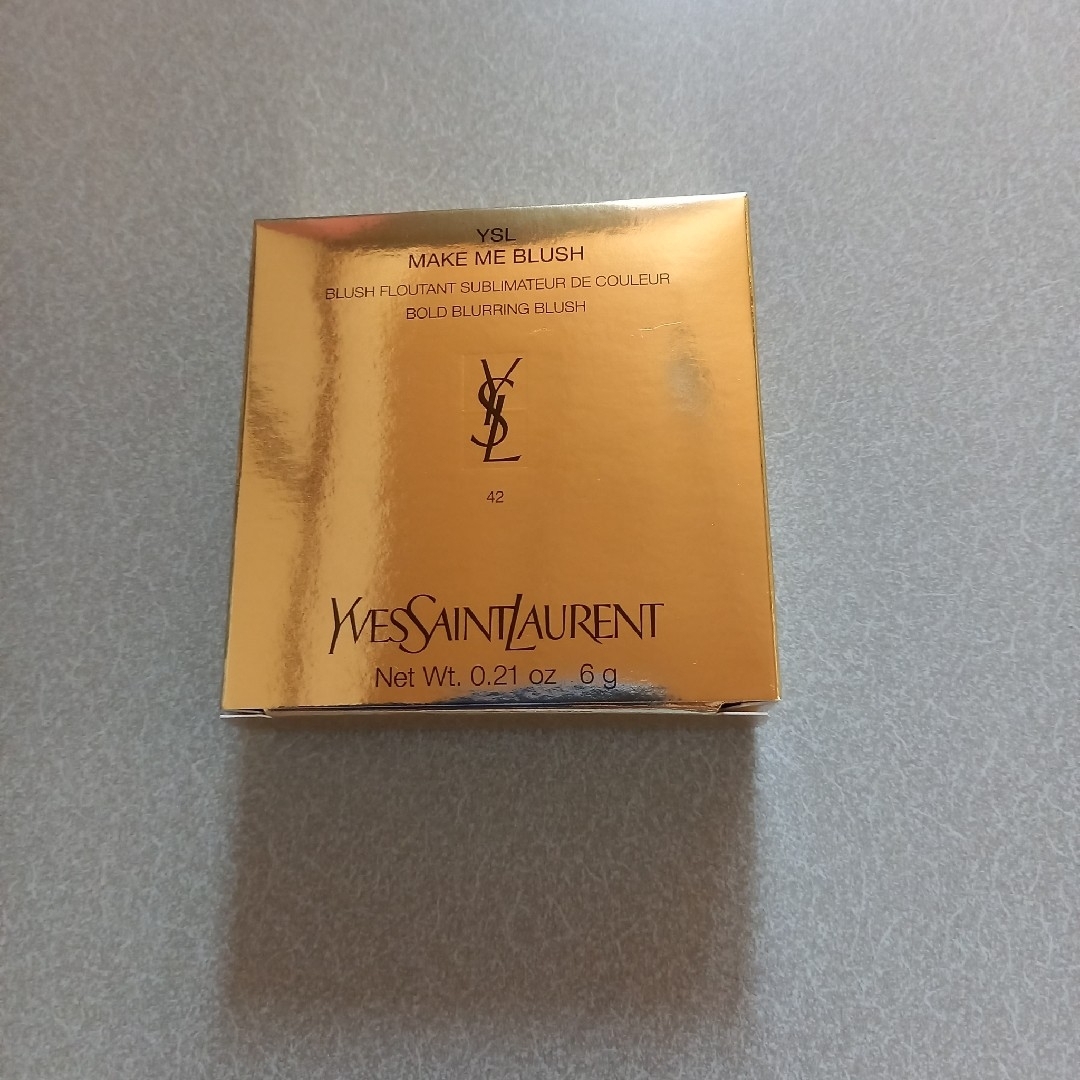 YSL
MAKE ME BLUSH
BLUSH FLOUTANT SUBLIMATEUR DE COULEUR
BOLD BLURRING BLUSH
YSL
42
YVESSAINTLAURENT
Net Wt. 0.21 oz 6 g